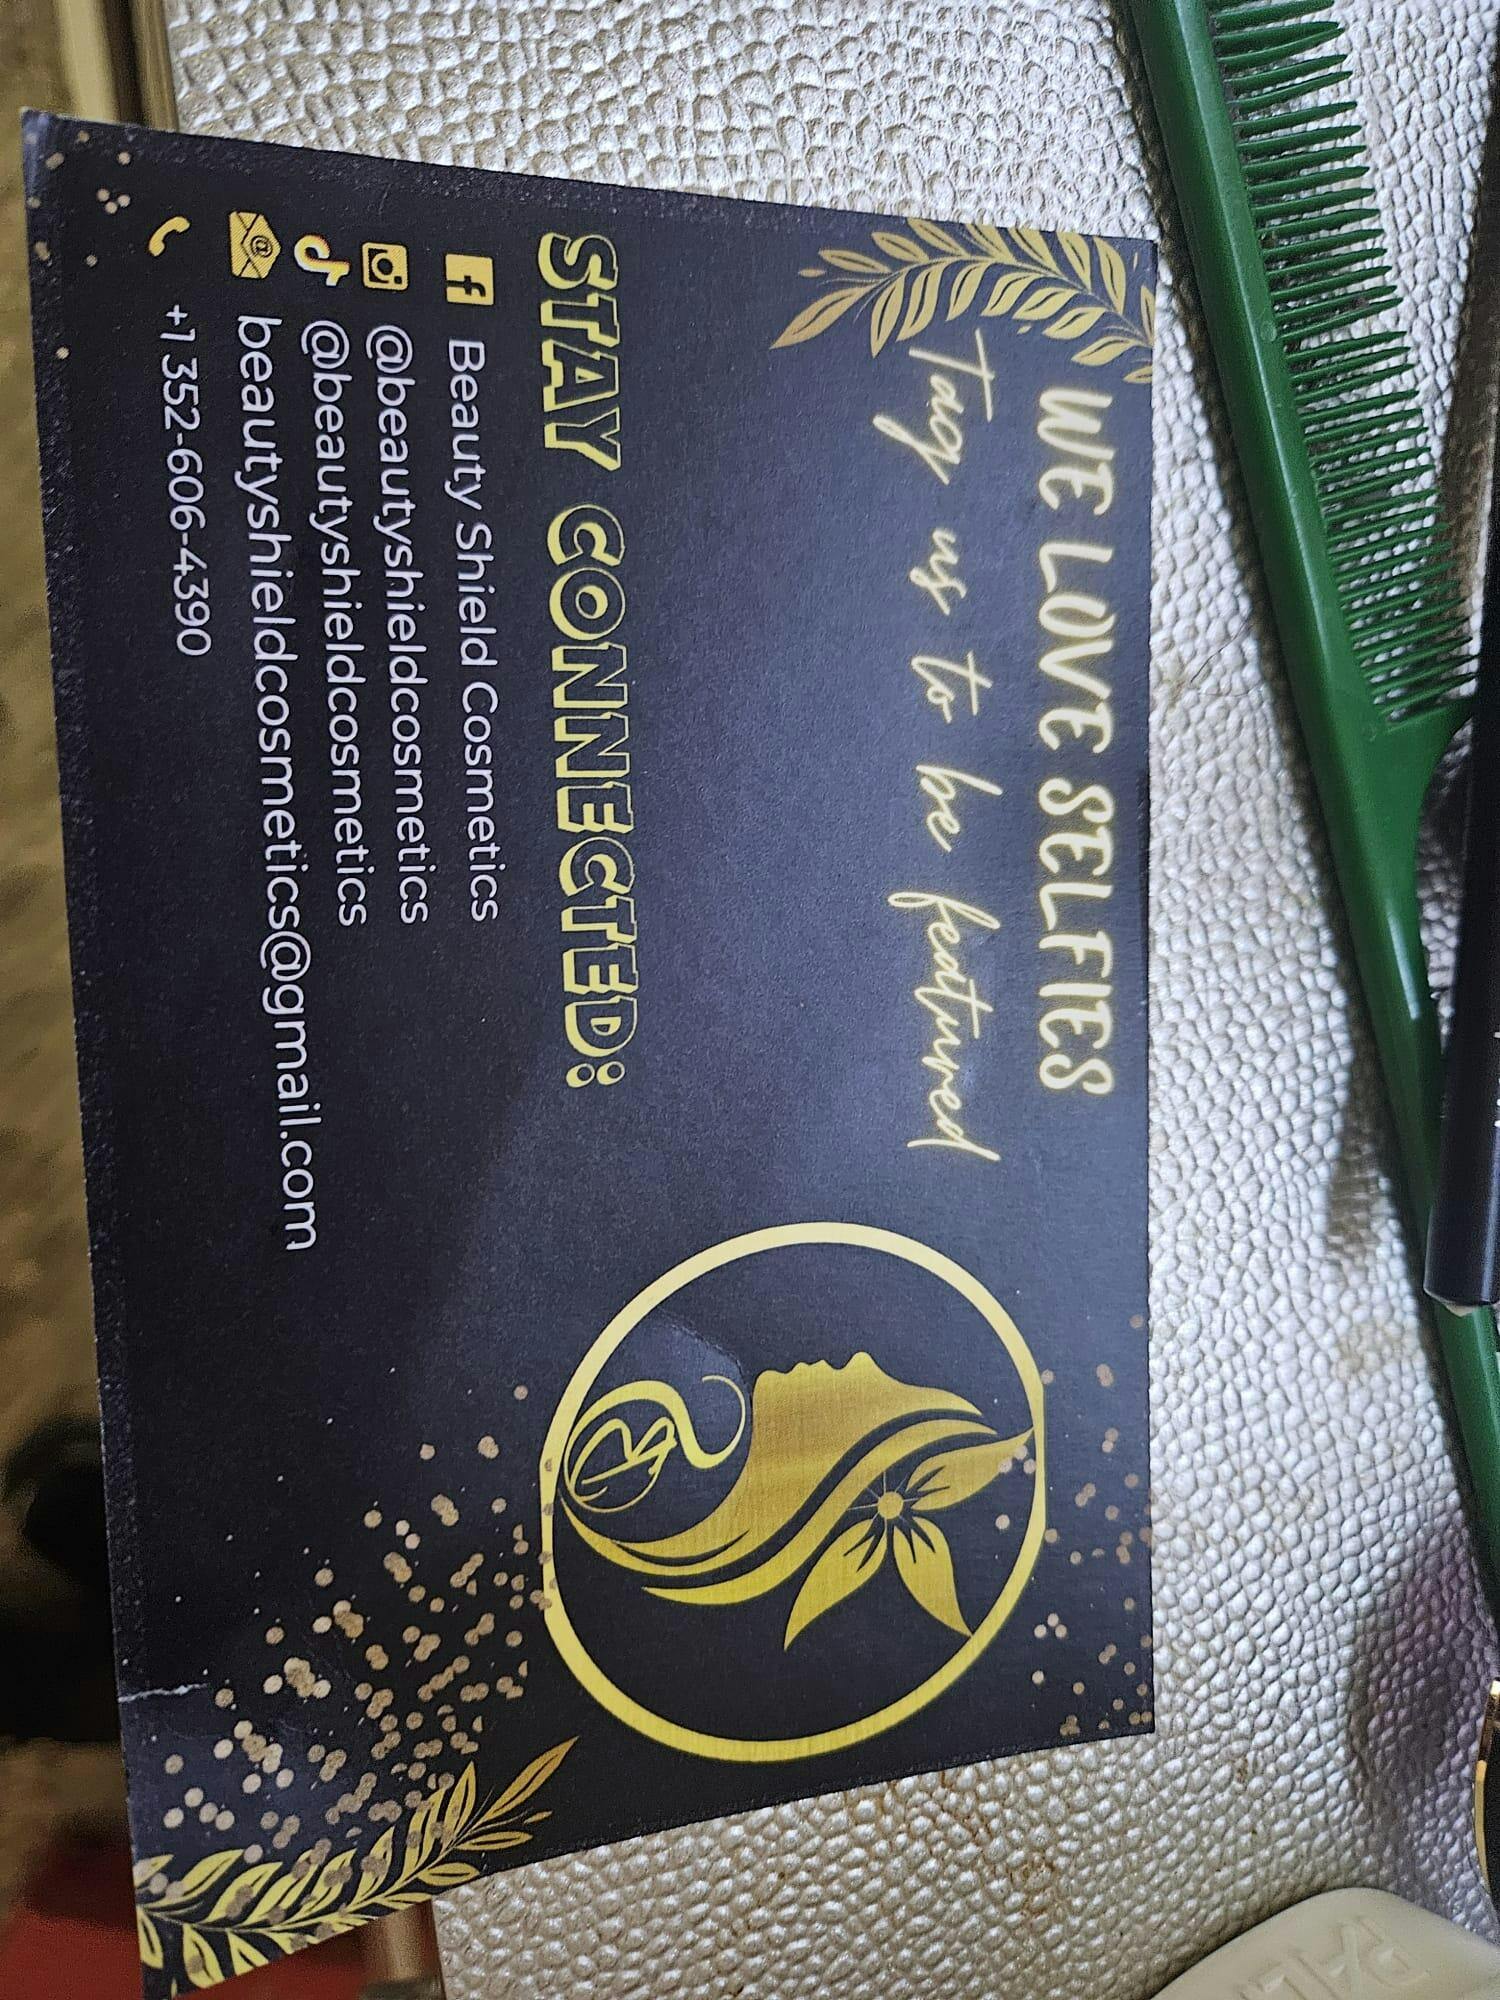 WE LOVE SELFIES
Tag us to be featured
STAY CONNECTED:
Beauty Shield Cosmetics
@beautyshieldcosmetics
@beautyshieldcosmetics
beautyshieldcosmetics@gmail.com
+1 352-606-4390